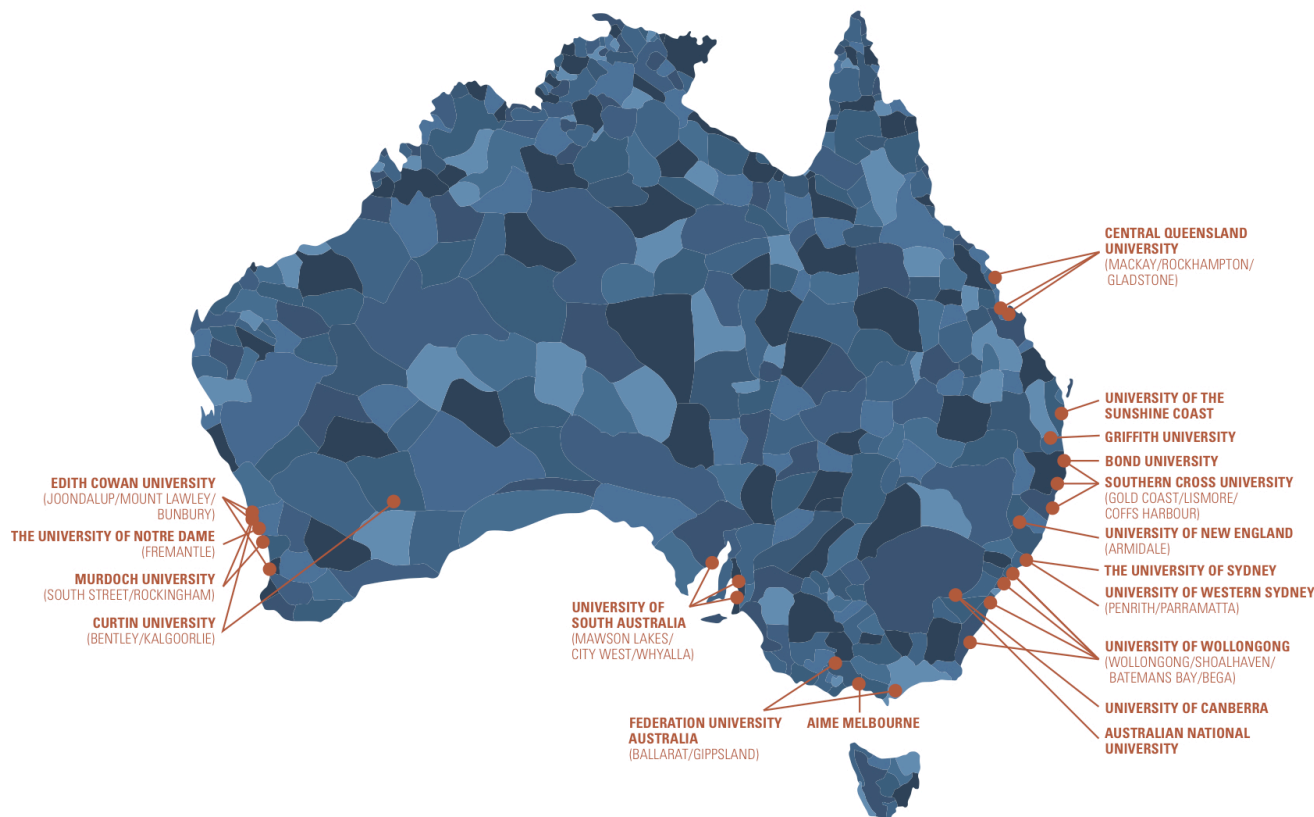 CENTRAL QUEENSLAND
UNIVERSITY
(MACKAY/ROCKHAMPTON/
GLADSTONE)
UNIVERSITY OF THE
SUNSHINE COAST
GRIFFITH UNIVERSITY
BOND UNIVERSITY
SOUTHERN CROSS UNIVERSITY
(GOLD COAST/LISMORE/
COFFS HARBOUR)
UNIVERSITY OF NEW ENGLAND
(ARMIDALE)
THE UNIVERSITY OF SYDNEY
UNIVERSITY OF WESTERN SYDNEY
(PENRITH/PARRAMATTA)
UNIVERSITY OF WOLLONGONG
(WOLLONGONG/SHOALHAVEN/
BATEMANS BAY/BEGA)
UNIVERSITY OF CANBERRA
AUSTRALIAN NATIONAL
UNIVERSITY
EDITH COWAN UNIVERSITY
(JOONDALUP/MOUNT LAWLEY/
BUNBURY)
THE UNIVERSITY OF NOTRE DAME
(FREMANTLE)
MURDOCH UNIVERSITY
(SOUTH STREET/ROCKINGHAM)
CURTIN UNIVERSITY
(BENTLEY/KALGOORLIE)
UNIVERSITY OF
SOUTH AUSTRALIA
(MAWSON LAKES/
CITY WEST/WHYALLA)
FEDERATION UNIVERSITY
AUSTRALIA
(BALLARAT/GIPPSLAND)
AIME MELBOURNE